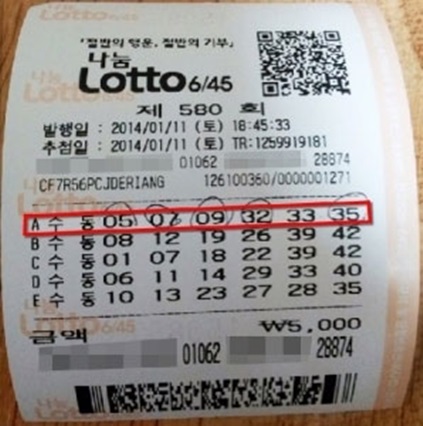 「절반의 행운, 절반의 기부」
나눔
Lotto 6/45
제 580 회
발행일 : 2014/01/11 (토) 18:45:33
추첨일 : 2014/01/11 (토) TR:1259919181
01062 28874
CF7R56PCJDERIANG 126100360/0000001271
A 수 동 05 07 09 32 33 35
B 수 동 08 12 19 26 39 42
C 수 동 01 07 18 22 39 42
D 수 동 06 11 14 29 33 40
E 수 동 10 13 23 27 28 35
금액 ₩5,000
01062 28874